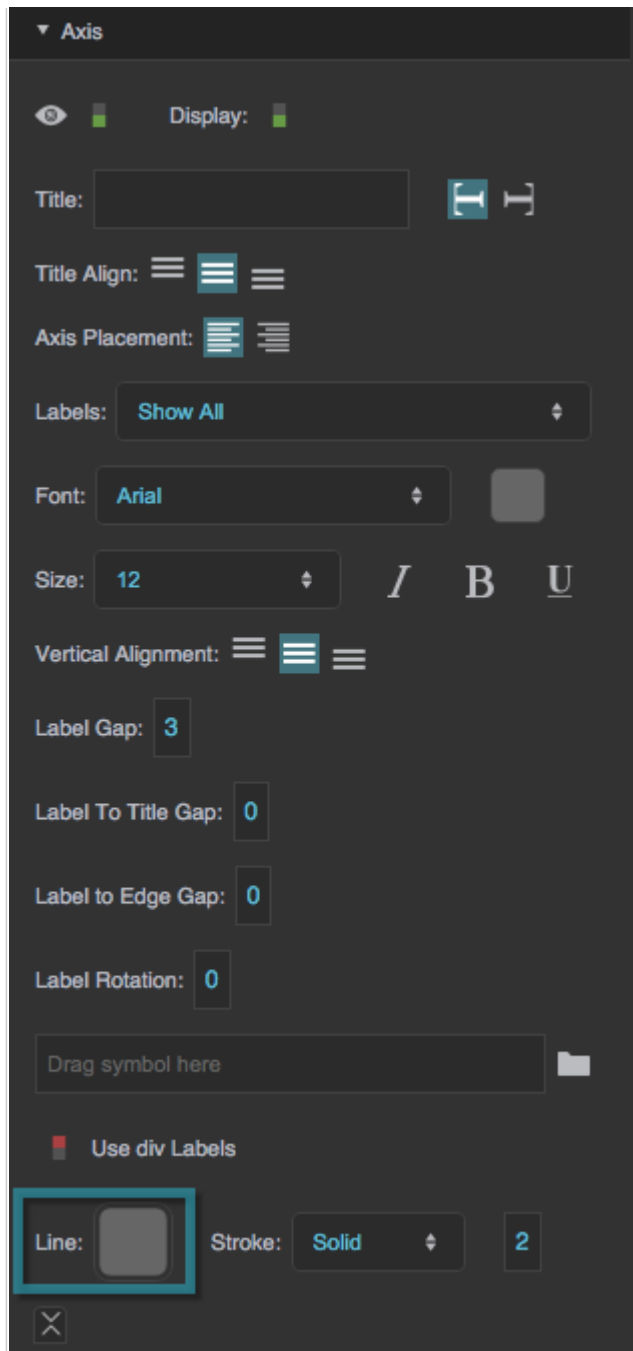 Axis
Display:
Title:
Title Align:
Axis Placement:
Labels: Show All
Font: Arial
Size: 12 I B U
Vertical Alignment:
Label Gap: 3
Label To Title Gap: 0
Label to Edge Gap: 0
Label Rotation: 0
Drag symbol here
Use div Labels
Line: Stroke: Solid 2